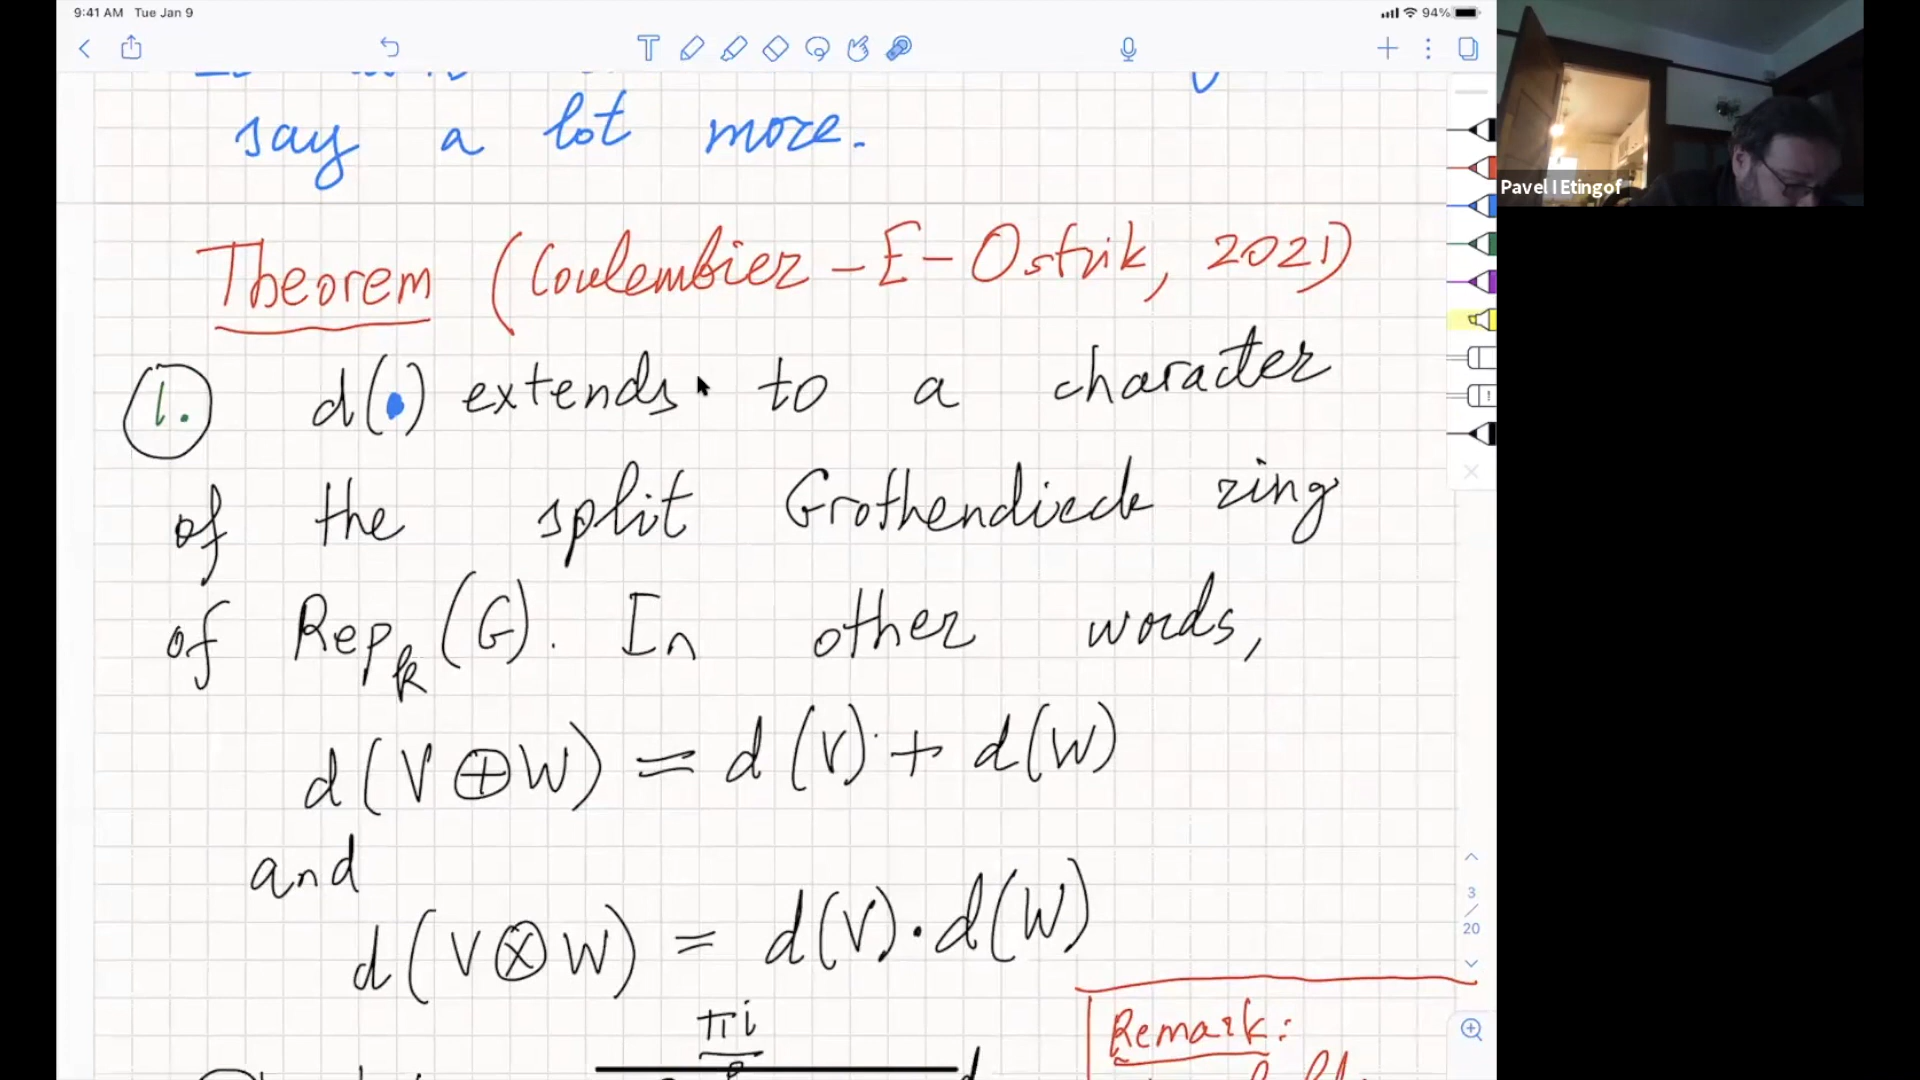 9:41 AM Tue Jan 9
94%
say a lot more.
Theorem (Coulembier-E-Ostrik, 2021)
1. d(•) extends to a character
of the split Grothendieck ring
of Rep_k(G). In other words,
d(V⊕W) = d(V) + d(W)
and
d(V⊗W) = d(V)·d(W)
πi
Remark:
3
/
20
Pavel I Etingof